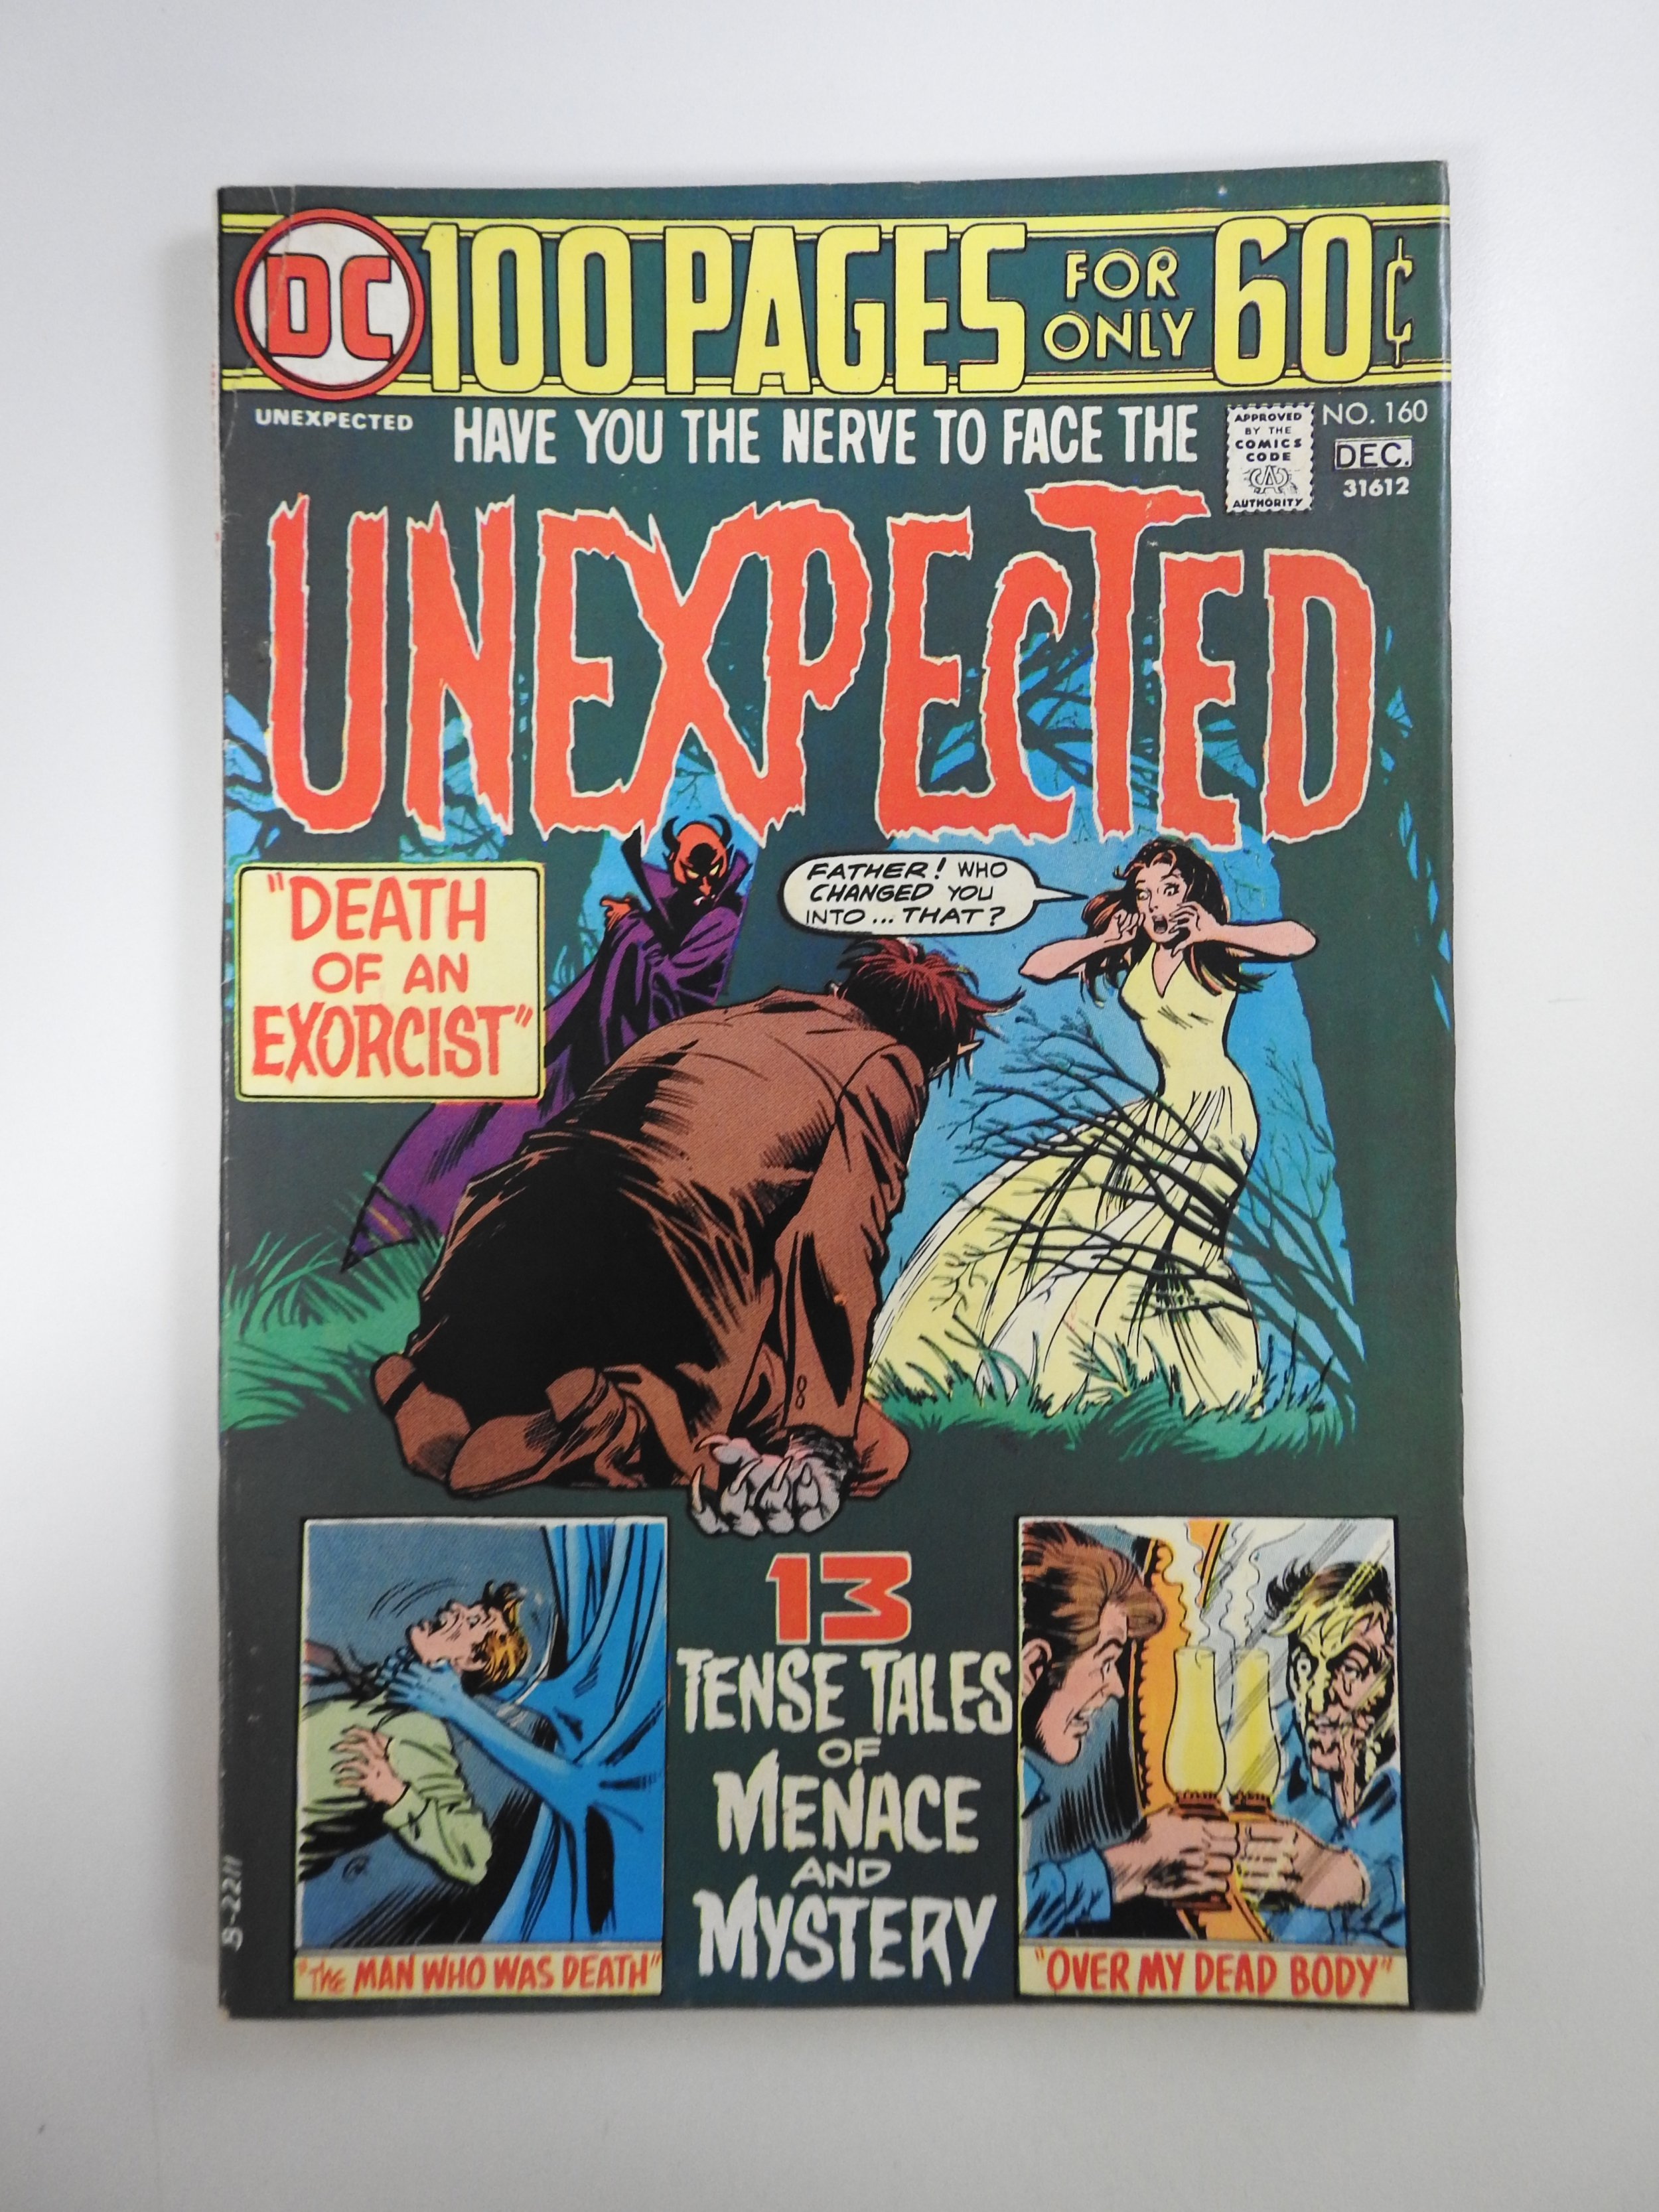 DC 100 PAGES FOR ONLY 60¢
UNEXPECTED
HAVE YOU THE NERVE TO FACE THE
APPROVED
BY THE
COMICS
CODE
CA
AUTHORITY
NO. 160
DEC.
31612
UNEXPECTED
"DEATH
OF AN
EXORCIST"
FATHER! WHO
CHANGED YOU
INTO... THAT?
13
TENSE TALES
OF
MENACE
AND
MYSTERY
"THE MAN WHO WAS DEATH"
"OVER MY DEAD BODY"
B-2211